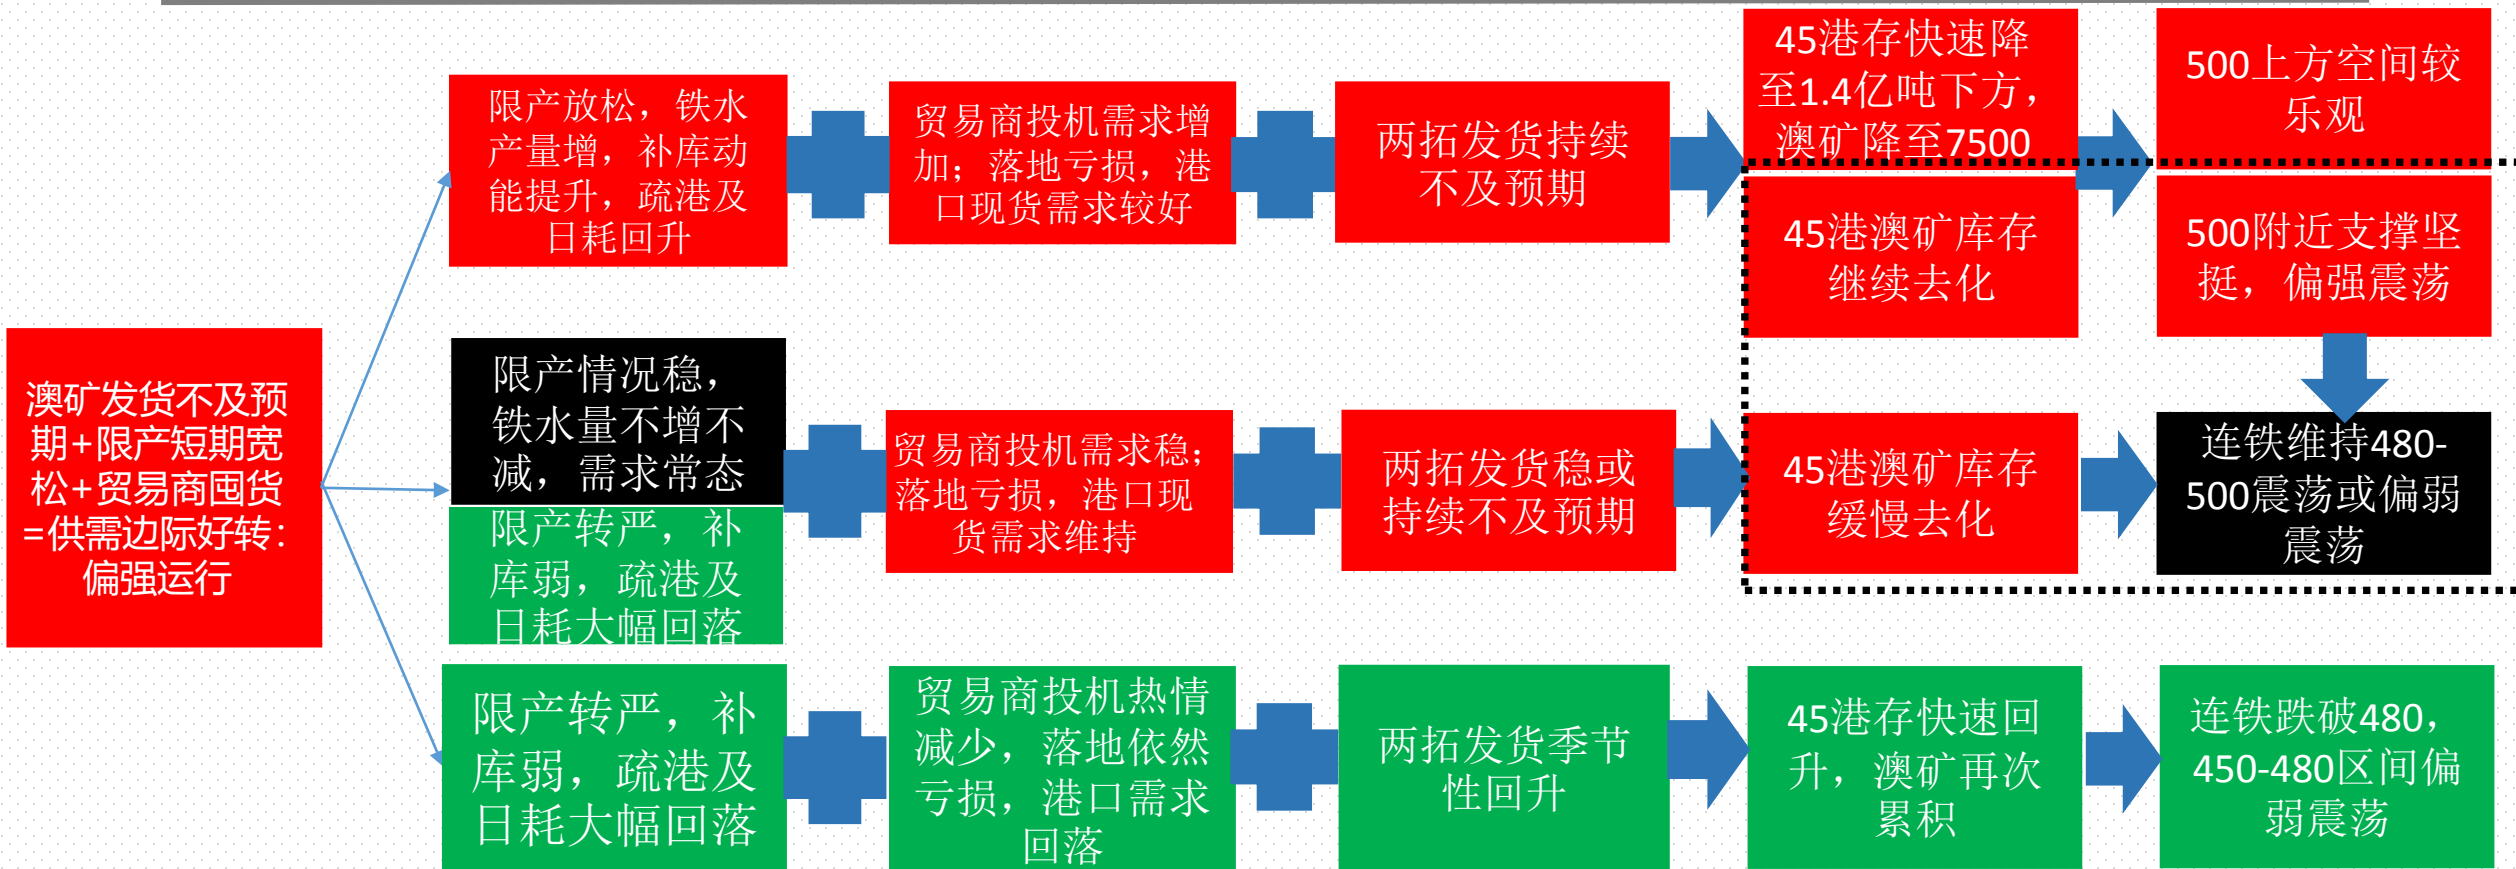 澳矿发货不及预
期+限产短期宽
松+贸易商囤货
=供需边际好转：
偏强运行
限产放松，铁水
产量增，补库动
能提升，疏港及
日耗回升
贸易商投机需求增
加；落地亏损，港
口现货需求较好
两拓发货持续
不及预期
45港存快速降
至1.4亿吨下方，
澳矿降至7500
500上方空间较
乐观
45港澳矿库存
继续去化
500附近支撑坚
挺，偏强震荡
限产情况稳，
铁水量不增不
减，需求常态
限产转严，补
库弱，疏港及
日耗大幅回落
贸易商投机需求稳；
落地亏损，港口现
货需求维持
两拓发货稳或
持续不及预期
45港澳矿库存
缓慢去化
连铁维持480-
500震荡或偏弱
震荡
限产转严，补
库弱，疏港及
日耗大幅回落
贸易商投机热情
减少，落地依然
亏损，港口需求
回落
两拓发货季节
性回升
45港存快速回
升，澳矿再次
累积
连铁跌破480，
450-480区间偏
弱震荡